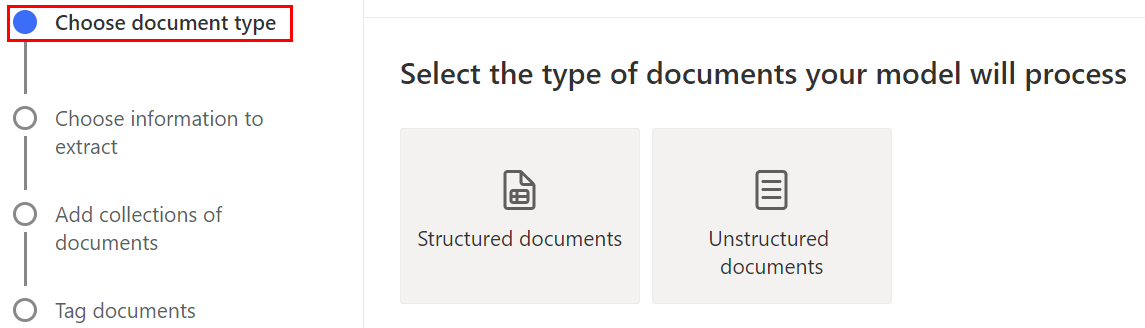 Choose document type
Choose information to
extract
Add collections of
documents
Tag documents
Select the type of documents your model will process
Structured documents
Unstructured
documents